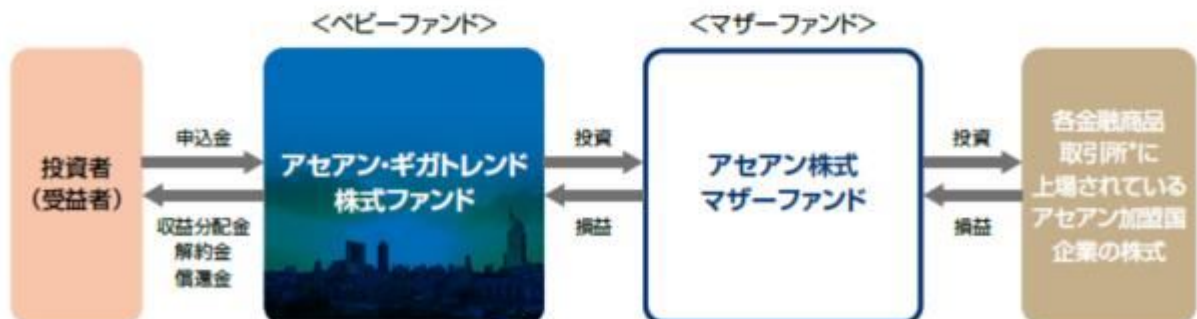 <ベビーファンド>
<マザーファンド>
投資者
(受益者)
申込金
収益分配金
解約金
償還金
アセアン・ギガトレンド
株式ファンド
投資
損益
アセアン株式
マザーファンド
投資
損益
各金融商品
取引所*に
上場されている
アセアン加盟国
企業の株式